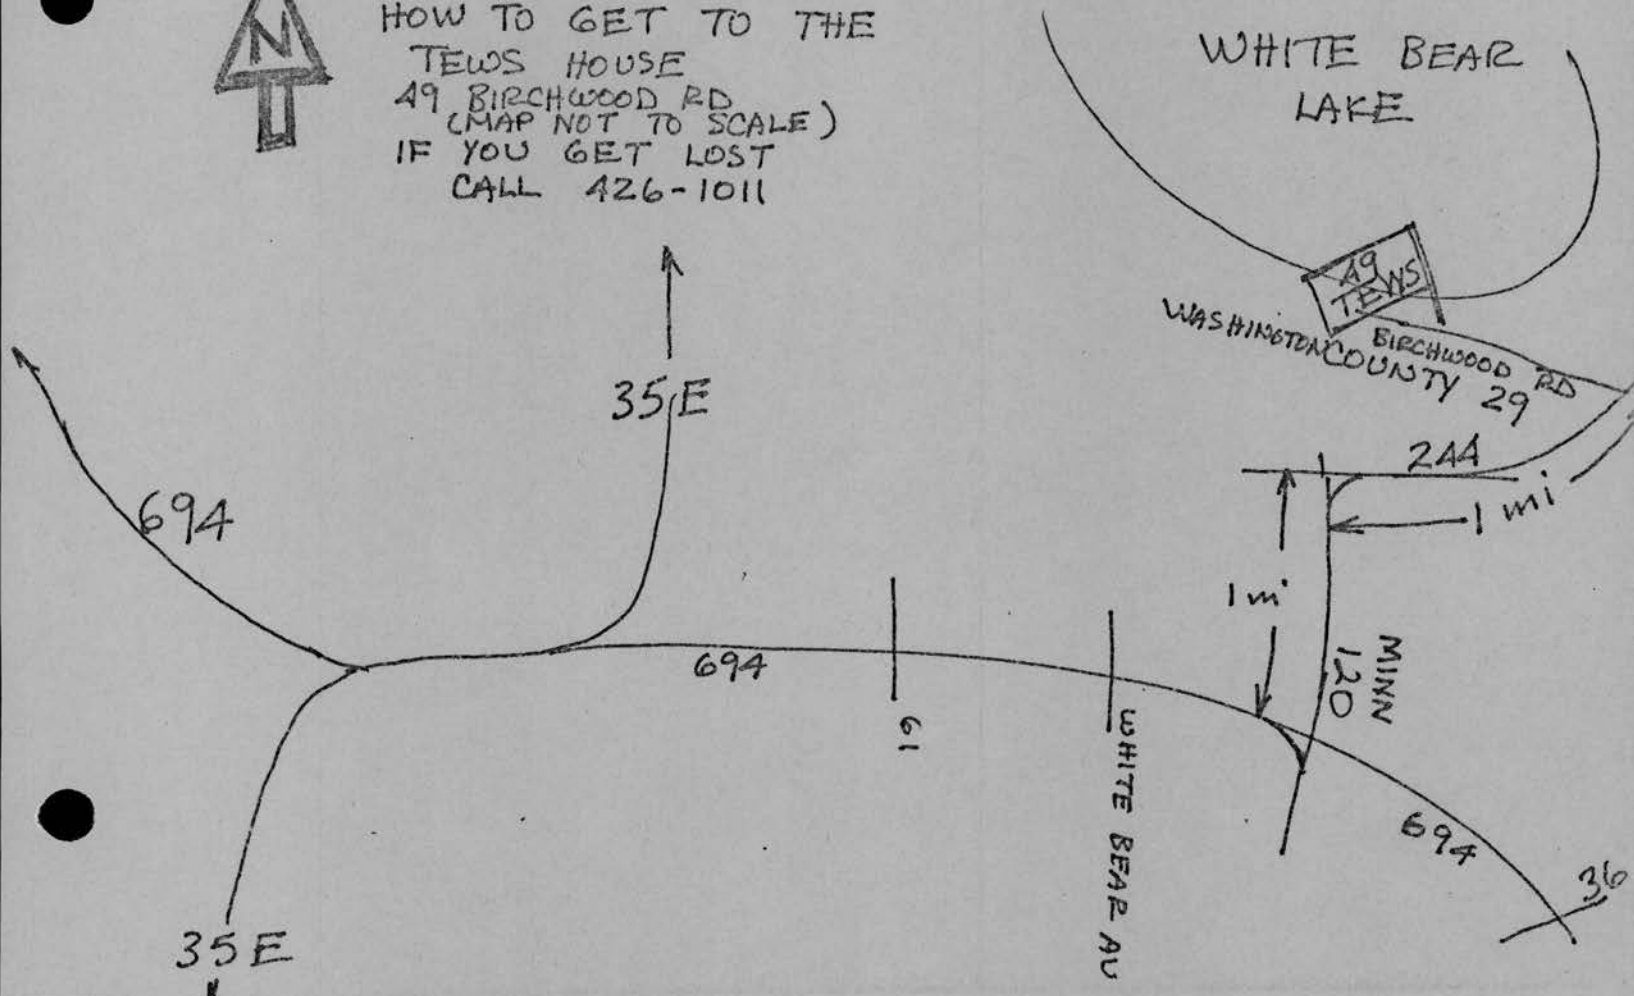 N
HOW TO GET TO THE
TEWS HOUSE
49 BIRCHWOOD RD
(MAP NOT TO SCALE)
IF YOU GET LOST
CALL 426-1011
WHITE BEAR
LAKE
49
TEWS
BIRCHWOOD RD
WASHINGTON COUNTY 29
35E
244
1 mi
694
1 mi
MINN
120
694
61
WHITE BEAR AV
694
36
35E